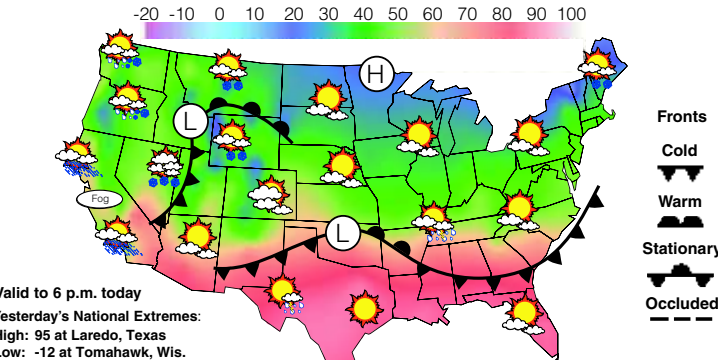 -20 -10 0 10 20 30 40 50 60 70 80 90 100
H
L
Fog
L
Fronts
Cold
Warm
Stationary
Occluded
Valid to 6 p.m. today
Yesterday's National Extremes:
High: 95 at Laredo, Texas
Low: -12 at Tomahawk, Wis.